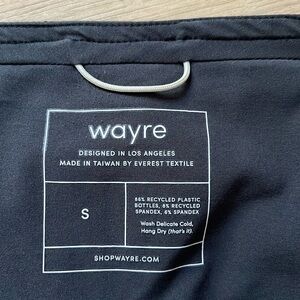 wayre
DESIGNED IN LOS ANGELES
MADE IN TAIWAN BY EVEREST TEXTILE
S
86% RECYCLED PLASTIC
BOTTLES, 8% RECYCLED
SPANDEX, 6% SPANDEX
Wash Delicate Cold,
Hang Dry (that's it).
SHOPWAYRE.COM